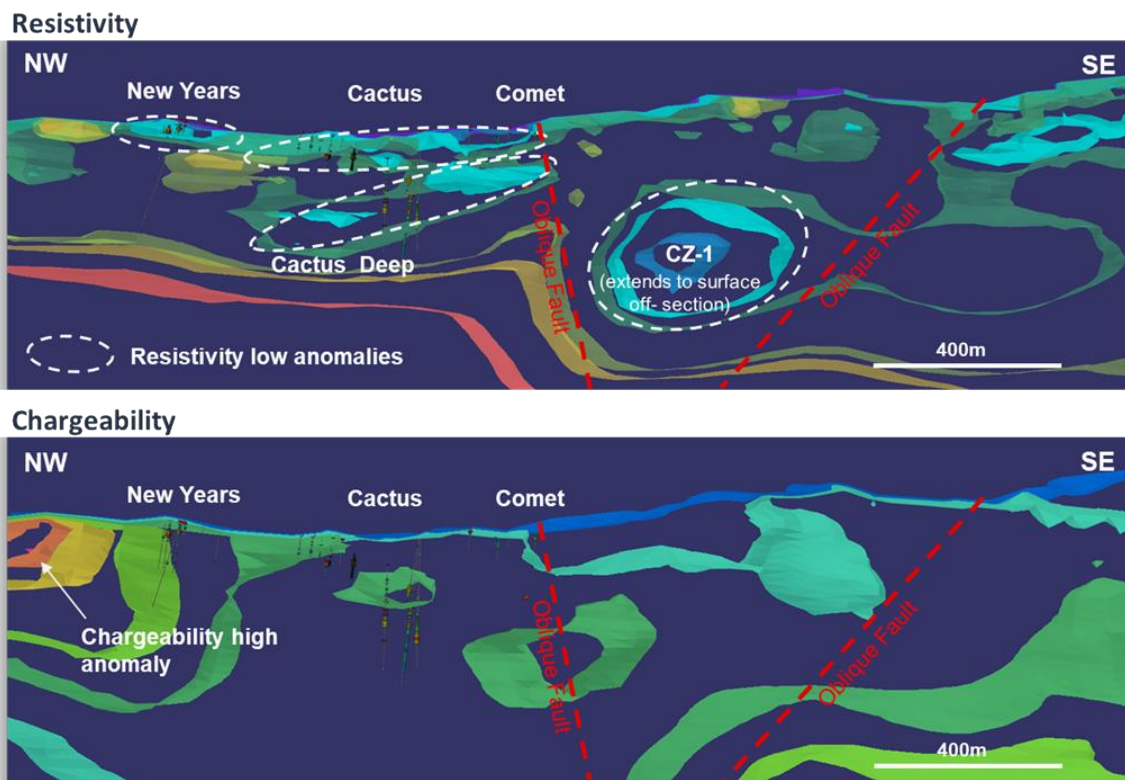 Resistivity
NW
SE
New Years
Cactus
Comet
Cactus Deep
Oblique Fault
CZ-1
(extends to surface
off- section)
Oblique Fault
Resistivity low anomalies
400m
Chargeability
NW
SE
New Years
Cactus
Comet
Chargeability high
anomaly
Oblique Fault
Oblique Fault
400m